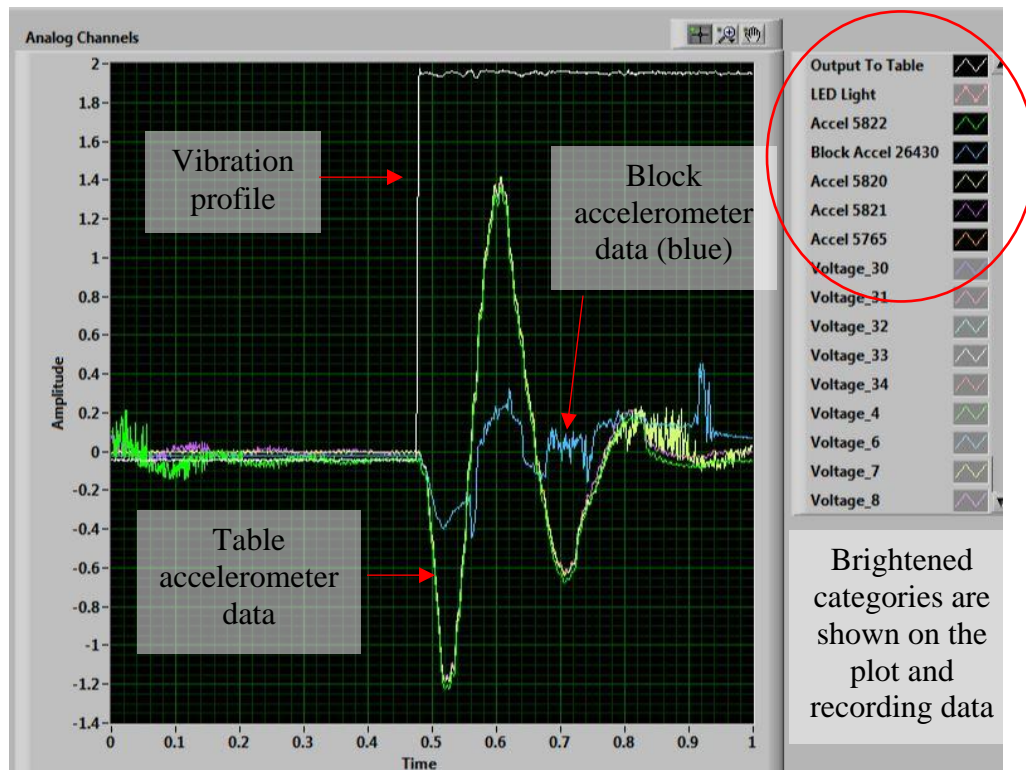 Analog Channels
2
1.8
1.6
1.4
1.2
1
0.8
0.6
0.4
0.2
0
-0.2
-0.4
-0.6
-0.8
-1
-1.2
-1.4
Amplitude
0
0.1
0.2
0.3
0.4
0.5
0.6
0.7
0.8
0.9
1
Time
Vibration
profile
Block
accelerometer
data (blue)
Table
accelerometer
data
Output To Table
LED Light
Accel 5822
Block Accel 26430
Accel 5820
Accel 5821
Accel 5765
Voltage_30
Voltage_31
Voltage_32
Voltage_33
Voltage_34
Voltage_4
Voltage_6
Voltage_7
Voltage_8
Brightened
categories are
shown on the
plot and
recording data